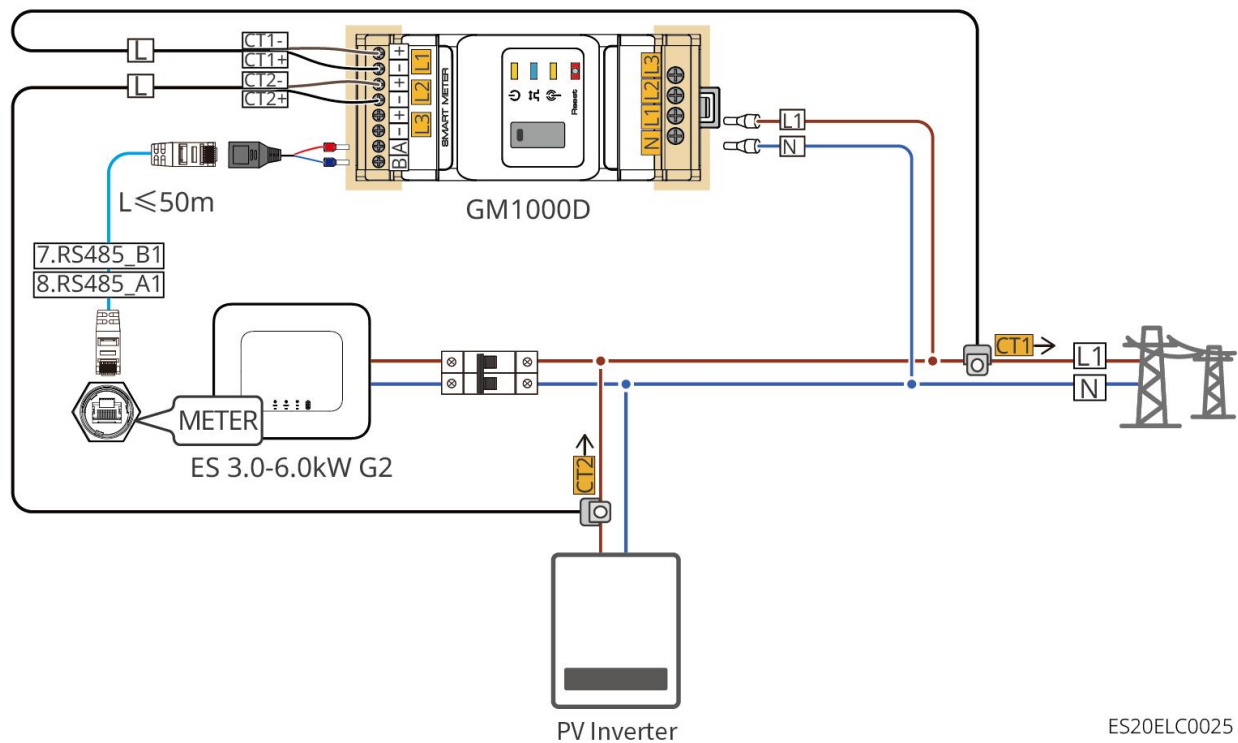 L
CT1-
CT1+
L
CT2-
CT2+
+
-
+
-
+
-
A
B
L1
L2
L3
SMART METER
Reset
L3
L2
L1
N
L1
N
GM1000D
L≤50m
7.RS485_B1
8.RS485_A1
METER
ES 3.0-6.0kW G2
CT1
L1
N
CT2
PV Inverter
ES20ELC0025